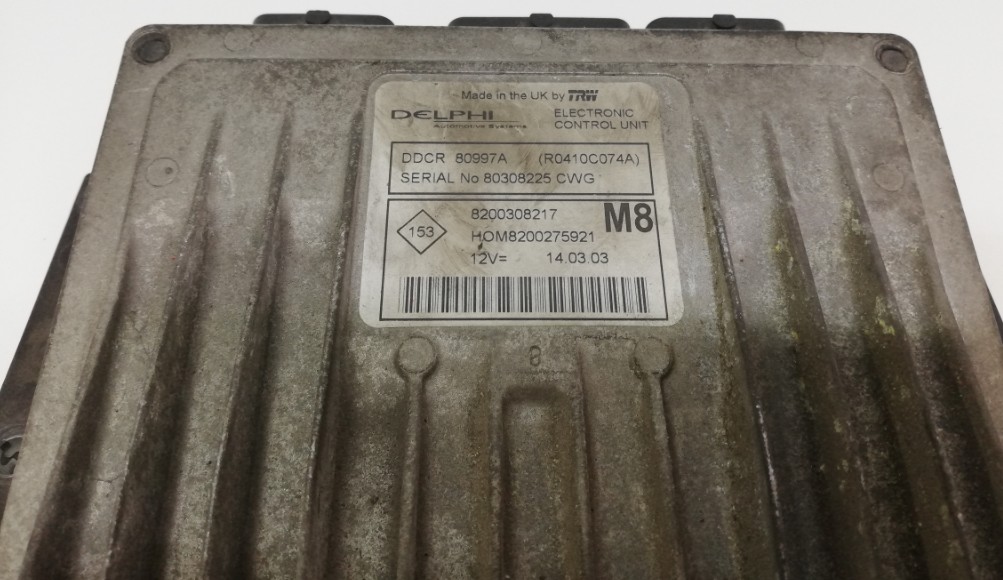 Made in the UK by TRW
DELPHI
Automotive Systems
ELECTRONIC
CONTROL UNIT
DDCR 80997A (R0410C074A)
SERIAL No 80308225 CWG
153
8200308217
M8
HOM8200275921
12V= 14.03.03
8